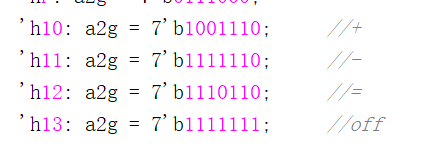 'h10: a2g = 7'b1001110; //+
'h11: a2g = 7'b1111110; //-
'h12: a2g = 7'b1110110; //=
'h13: a2g = 7'b1111111; //off